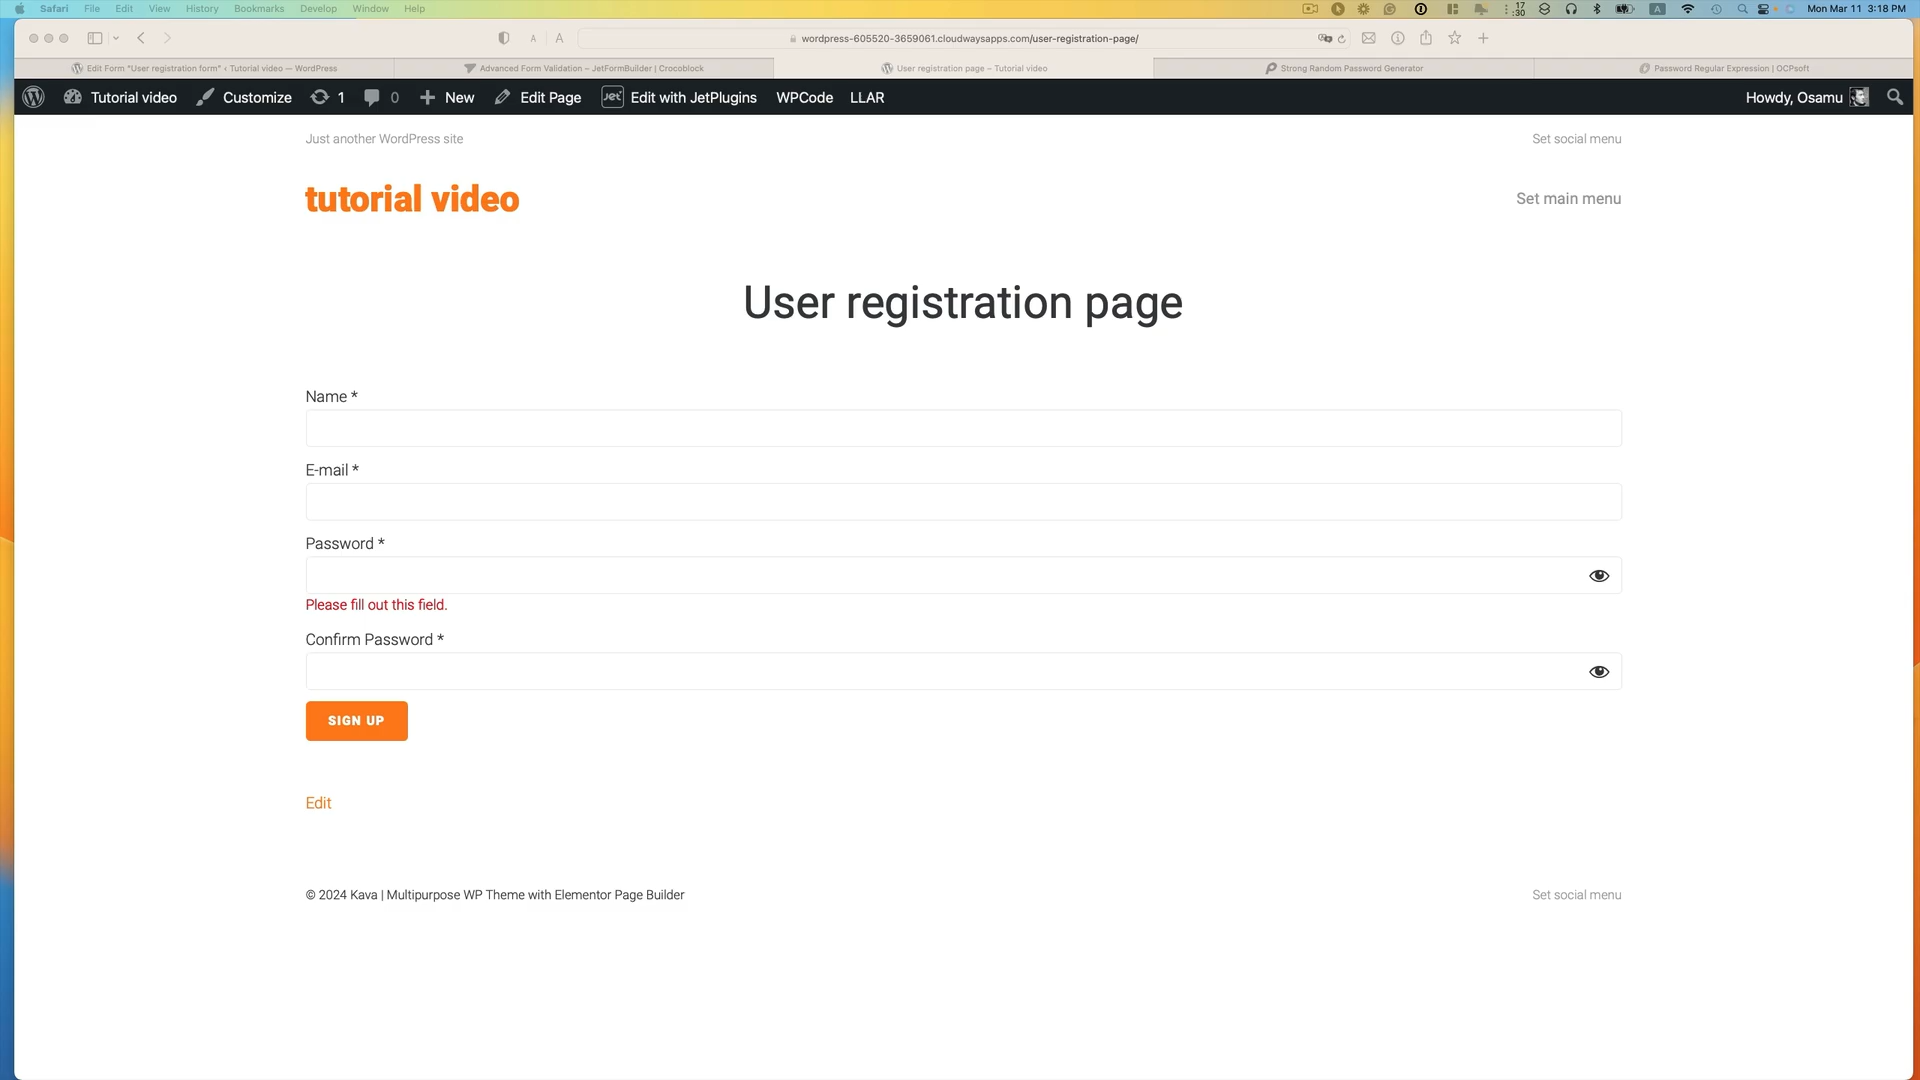 Safari File Edit View History Bookmarks Develop Window Help
17
:30
A
Mon Mar 11 3:18 PM
A A
wordpress-605520-3659061.cloudwaysapps.com/user-registration-page/
Edit Form "User registration form" ‹ Tutorial video — WordPress
Advanced Form Validation – JetFormBuilder | Crocoblock
User registration page – Tutorial video
Strong Random Password Generator
Password Regular Expression | OCPsoft
Tutorial video Customize 1 0 New Edit Page Jet Edit with JetPlugins WPCode LLAR Howdy, Osamu
Just another WordPress site
Set social menu
tutorial video
Set main menu
User registration page
Name *
E-mail *
Password *
Please fill out this field.
Confirm Password *
SIGN UP
Edit
© 2024 Kava | Multipurpose WP Theme with Elementor Page Builder
Set social menu